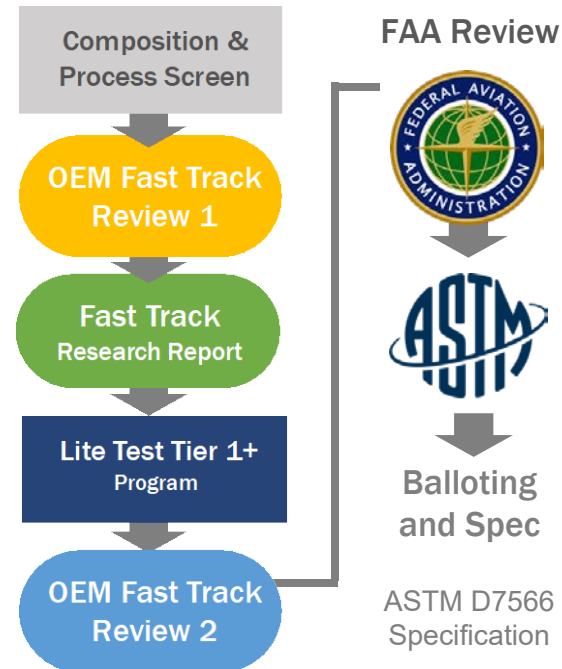 Composition &
Process Screen
OEM Fast Track
Review 1
Fast Track
Research Report
Lite Test Tier 1+
Program
OEM Fast Track
Review 2
FAA Review
FEDERAL AVIATION
ADMINISTRATION
ASTM
Balloting
and Spec
ASTM D7566
Specification